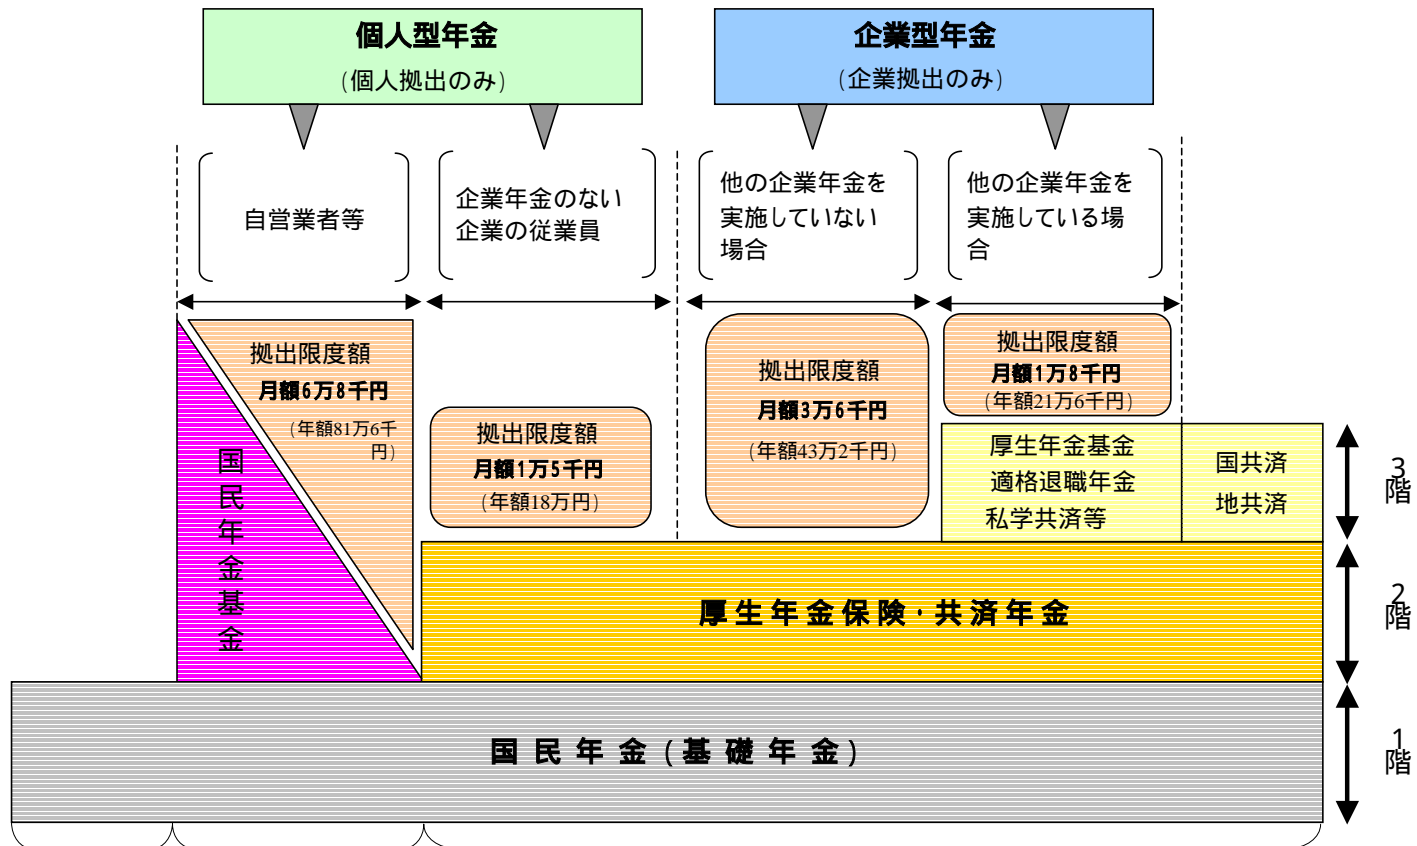 個人型年金
(個人拠出のみ)
企業型年金
(企業拠出のみ)
自営業者等
企業年金のない
企業の従業員
他の企業年金を
実施していない
場合
他の企業年金を
実施している場
合
拠出限度額
月額6万8千円
(年額81万6千
円)
拠出限度額
月額1万5千円
(年額18万円)
拠出限度額
月額3万6千円
(年額43万2千円)
拠出限度額
月額1万8千円
(年額21万6千円)
国民年金基金
厚生年金基金
適格退職年金
私学共済等
国共済
地共済
3階
厚生年金保険・共済年金
2階
国民年金(基礎年金)
1階